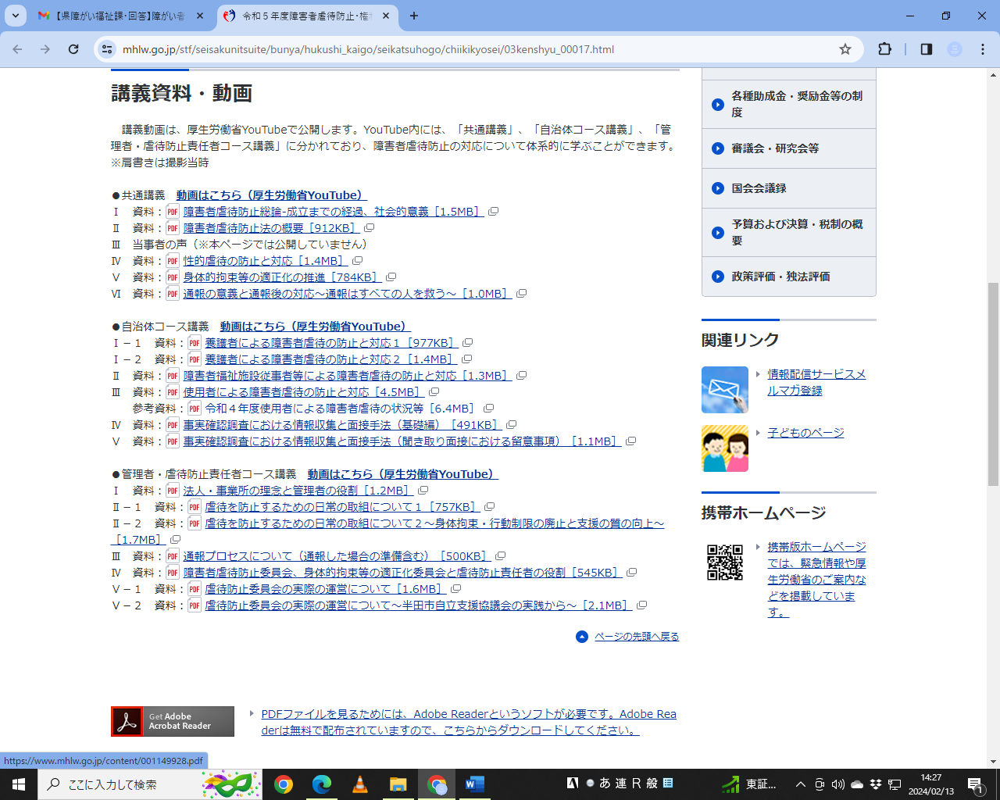 【県障がい福祉課・回答】障がい者
令和５年度障害者虐待防止・権
mhlw.go.jp/stf/seisakunitsuite/bunya/hukushi_kaigo/seikatsuhogo/chiikikyosei/03kenshyu_00017.html
講義資料・動画
講義動画は、厚生労働省YouTubeで公開します。YouTube内には、「共通講義」、「自治体コース講義」、「管
理者・虐待防止責任者コース講義」に分かれており、障害者虐待防止の対応について体系的に学ぶことができます。
※肩書きは撮影当時
●共通講義　動画はこちら（厚生労働省YouTube）
Ⅰ　資料：PDF 障害者虐待防止総論-成立までの経過、社会的意義［1.5MB］
Ⅱ　資料：PDF 障害者虐待防止法の概要［912KB］
Ⅲ　当事者の声（※本ページでは公開していません）
Ⅳ　資料：PDF 性的虐待の防止と対応［1.4MB］
Ⅴ　資料：PDF 身体的拘束等の適正化の推進［784KB］
Ⅵ　資料：PDF 通報の意義と通報後の対応～通報はすべての人を救う～［1.0MB］
●自治体コース講義　動画はこちら（厚生労働省YouTube）
Ⅰ－１　資料：PDF 養護者による障害者虐待の防止と対応１［977KB］
Ⅰ－２　資料：PDF 養護者による障害者虐待の防止と対応２［1.4MB］
Ⅱ　資料：PDF 障害者福祉施設従事者等による障害者虐待の防止と対応［1.3MB］
Ⅲ　資料：PDF 使用者による障害者虐待の防止と対応［4.5MB］
参考資料：PDF 令和４年度使用者による障害者虐待の状況等［6.4MB］
Ⅳ　資料：PDF 事実確認調査における情報収集と面接手法（基礎編）［491KB］
Ⅴ　資料：PDF 事実確認調査における情報収集と面接手法（聞き取り面接における留意事項）［1.1MB］
●管理者・虐待防止責任者コース講義　動画はこちら（厚生労働省YouTube）
Ⅰ　資料：PDF 法人・事業所の理念と管理者の役割［1.2MB］
Ⅱ－１　資料：PDF 虐待を防止するための日常の取組について１［757KB］
Ⅱ－２　資料：PDF 虐待を防止するための日常の取組について２～身体拘束・行動制限の廃止と支援の質の向上～
［1.7MB］
Ⅲ　資料：PDF 通報プロセスについて（通報した場合の準備含む）［500KB］
Ⅳ　資料：PDF 障害者虐待防止委員会、身体的拘束等の適正化委員会と虐待防止責任者の役割［545KB］
Ⅴ－１　資料：PDF 虐待防止委員会の実際の運営について［1.6MB］
Ⅴ－２　資料：PDF 虐待防止委員会の実際の運営について～半田市自立支援協議会の実践から～［2.1MB］
ページの先頭へ戻る
Get Adobe
Acrobat Reader
PDFファイルを見るためには、Adobe Readerというソフトが必要です。Adobe Rea
derは無料で配布されていますので、こちらからダウンロードしてください。
各種助成金・奨励金等の制
度
審議会・研究会等
国会会議録
予算および決算・税制の概
要
政策評価・独法評価
関連リンク
情報配信サービスメ
ルマガ登録
子どものページ
携帯ホームページ
携帯版ホームページ
では、緊急情報や厚
生労働省のご案内な
どを掲載していま
す。
https://www.mhlw.go.jp/content/001149928.pdf
ここに入力して検索
A あ 連 R 般
東証...
14:27
2024/02/13
1